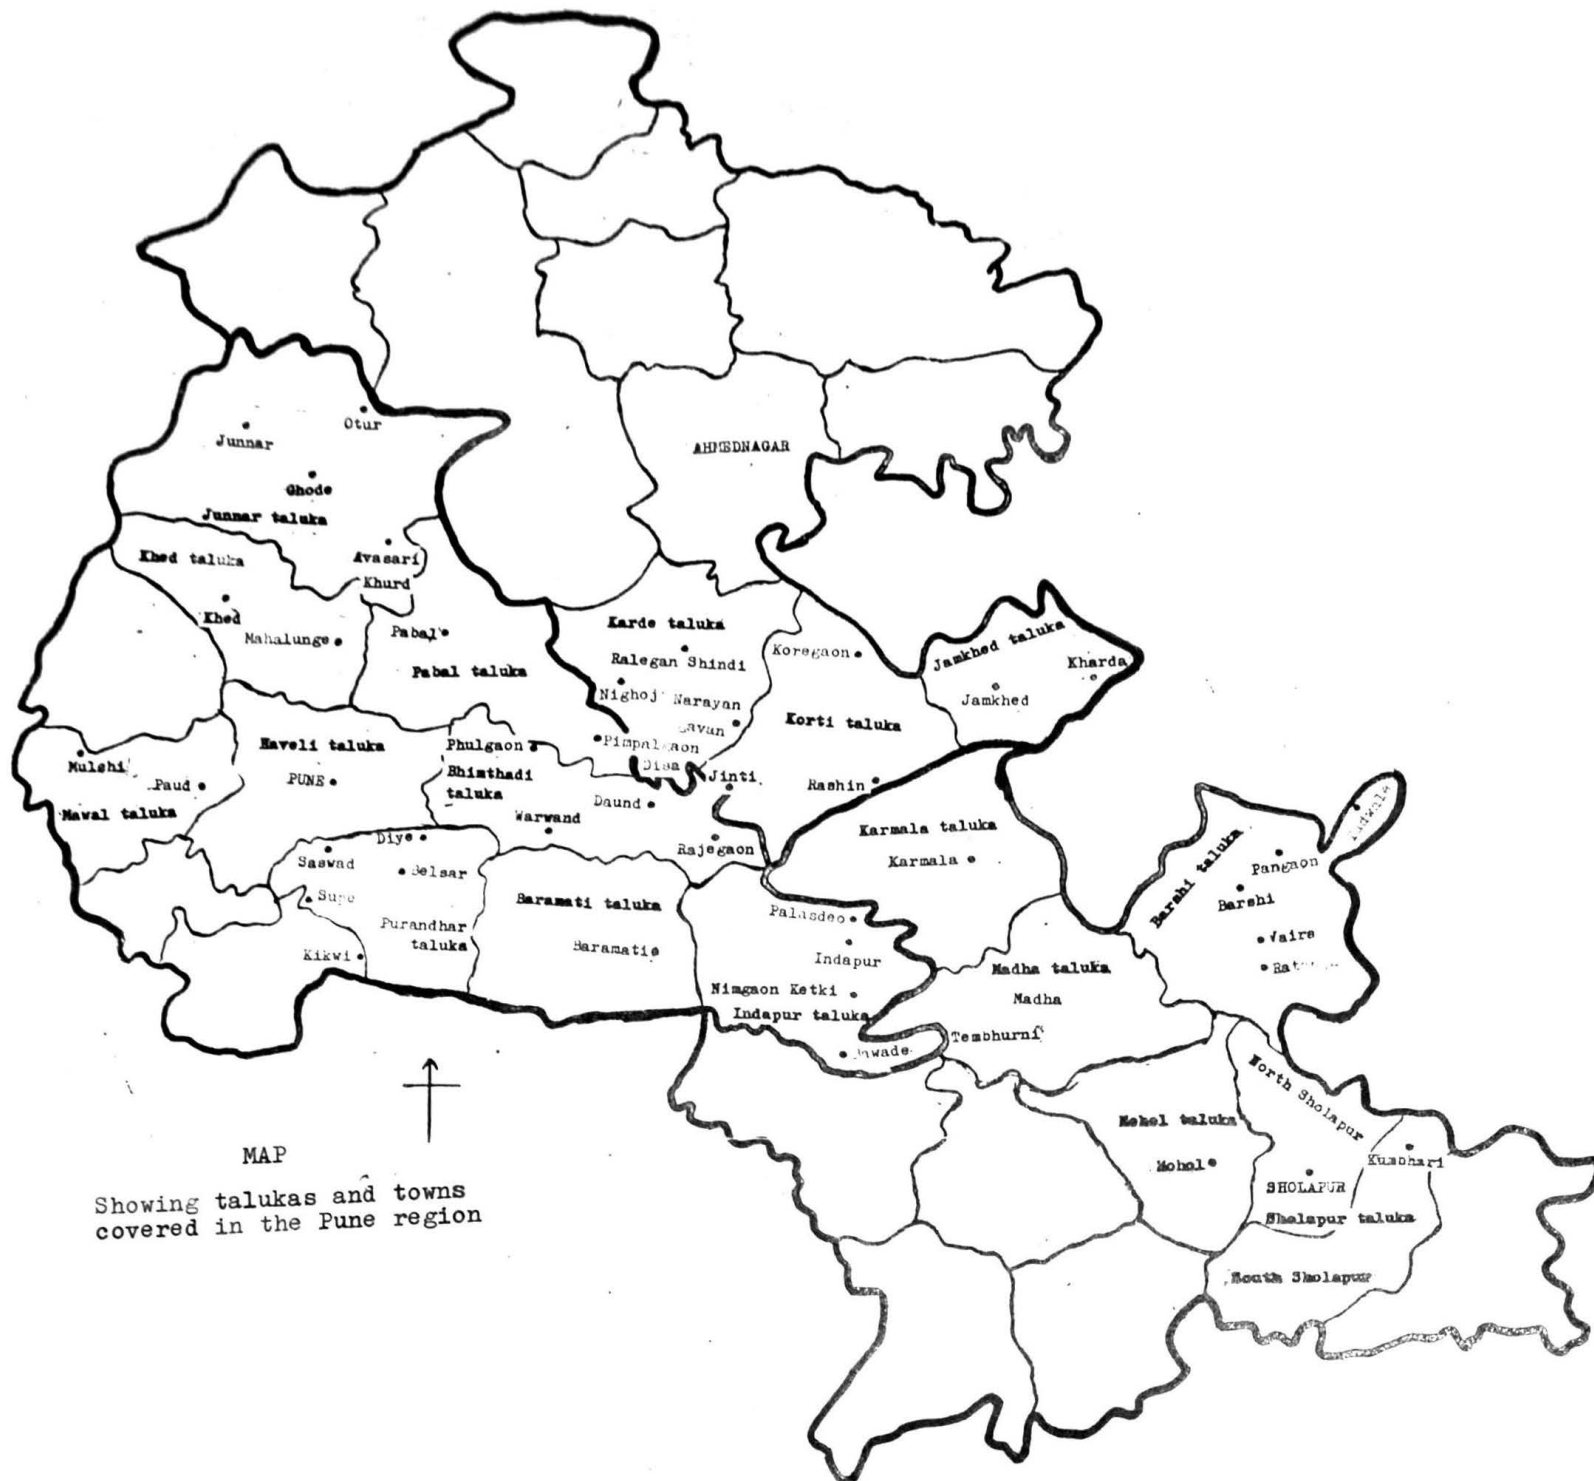 AHMEDNAGAR
Otur
Junnar
Ghode
Junnar taluka
Khed taluka
Avasari
Khurd
Khed
Mahalunge
Pabal
Pabal taluka
Karde taluka
Ralegan Shindi
Nighoj
Narayan
Pimpalgaon
Koregaon
Korti taluka
Jamkhed taluka
Kharda
Jamkhed
Haveli taluka
PUNE
Mulshi
Paud
Mawal taluka
Phulgaon
Bhimthadi
taluka
Daund
Warwand
Jinti
Rajegaon
Rashin
Karmala taluka
Karmala
Diye
Saswad
Belsar
Supe
Purandhar
taluka
Kikwi
Baramati taluka
Baramati
Palasdeo
Indapur
Nimgaon Ketki
Indapur taluka
Madha taluka
Madha
Tembhurni
Barshi taluka
Pangaon
Barshi
North Sholapur
Mohol taluka
Mohol
Kumbhari
SHOLAPUR
Sholapur taluka
South Sholapur
MAP
Showing talukas and towns
covered in the Pune region